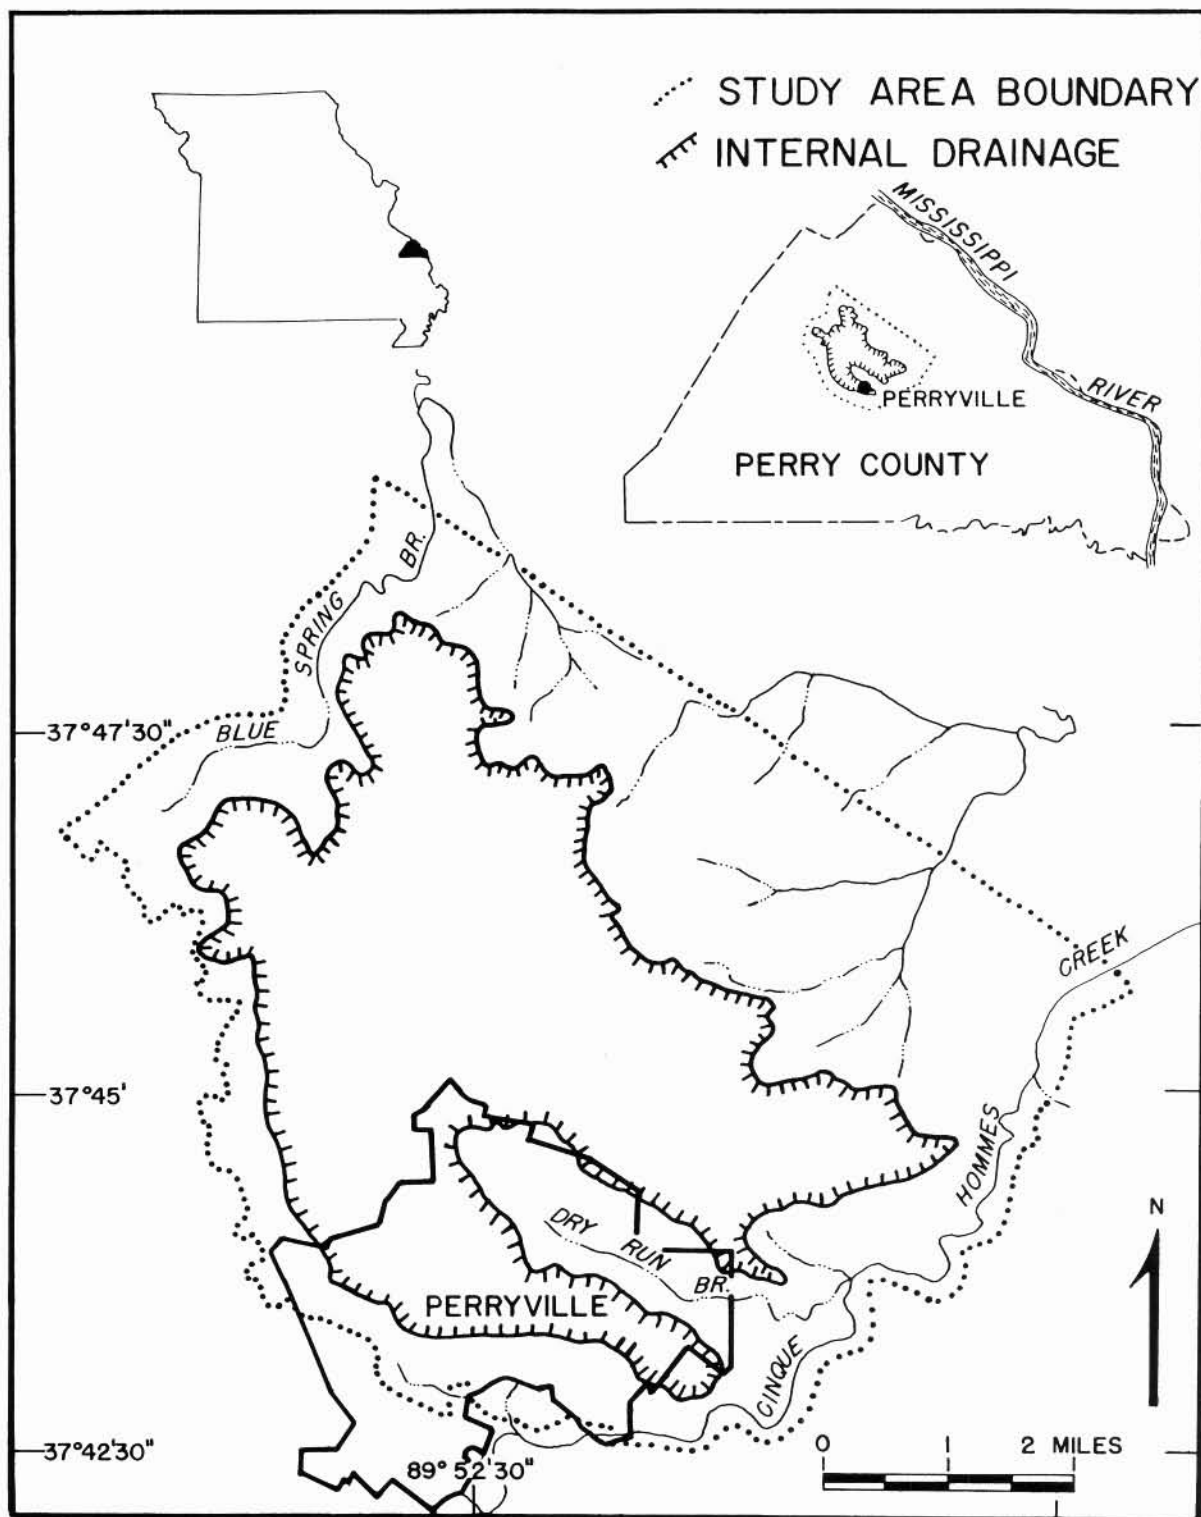 STUDY AREA BOUNDARY
INTERNAL DRAINAGE
MISSISSIPPI
RIVER
PERRYVILLE
PERRY COUNTY
BLUE SPRING BR.
37°47'30"
CREEK
37°45'
HOMMES
N
DRY RUN BR.
PERRYVILLE
CINQUE
37°42'30"
89°52'30"
0 1 2 MILES